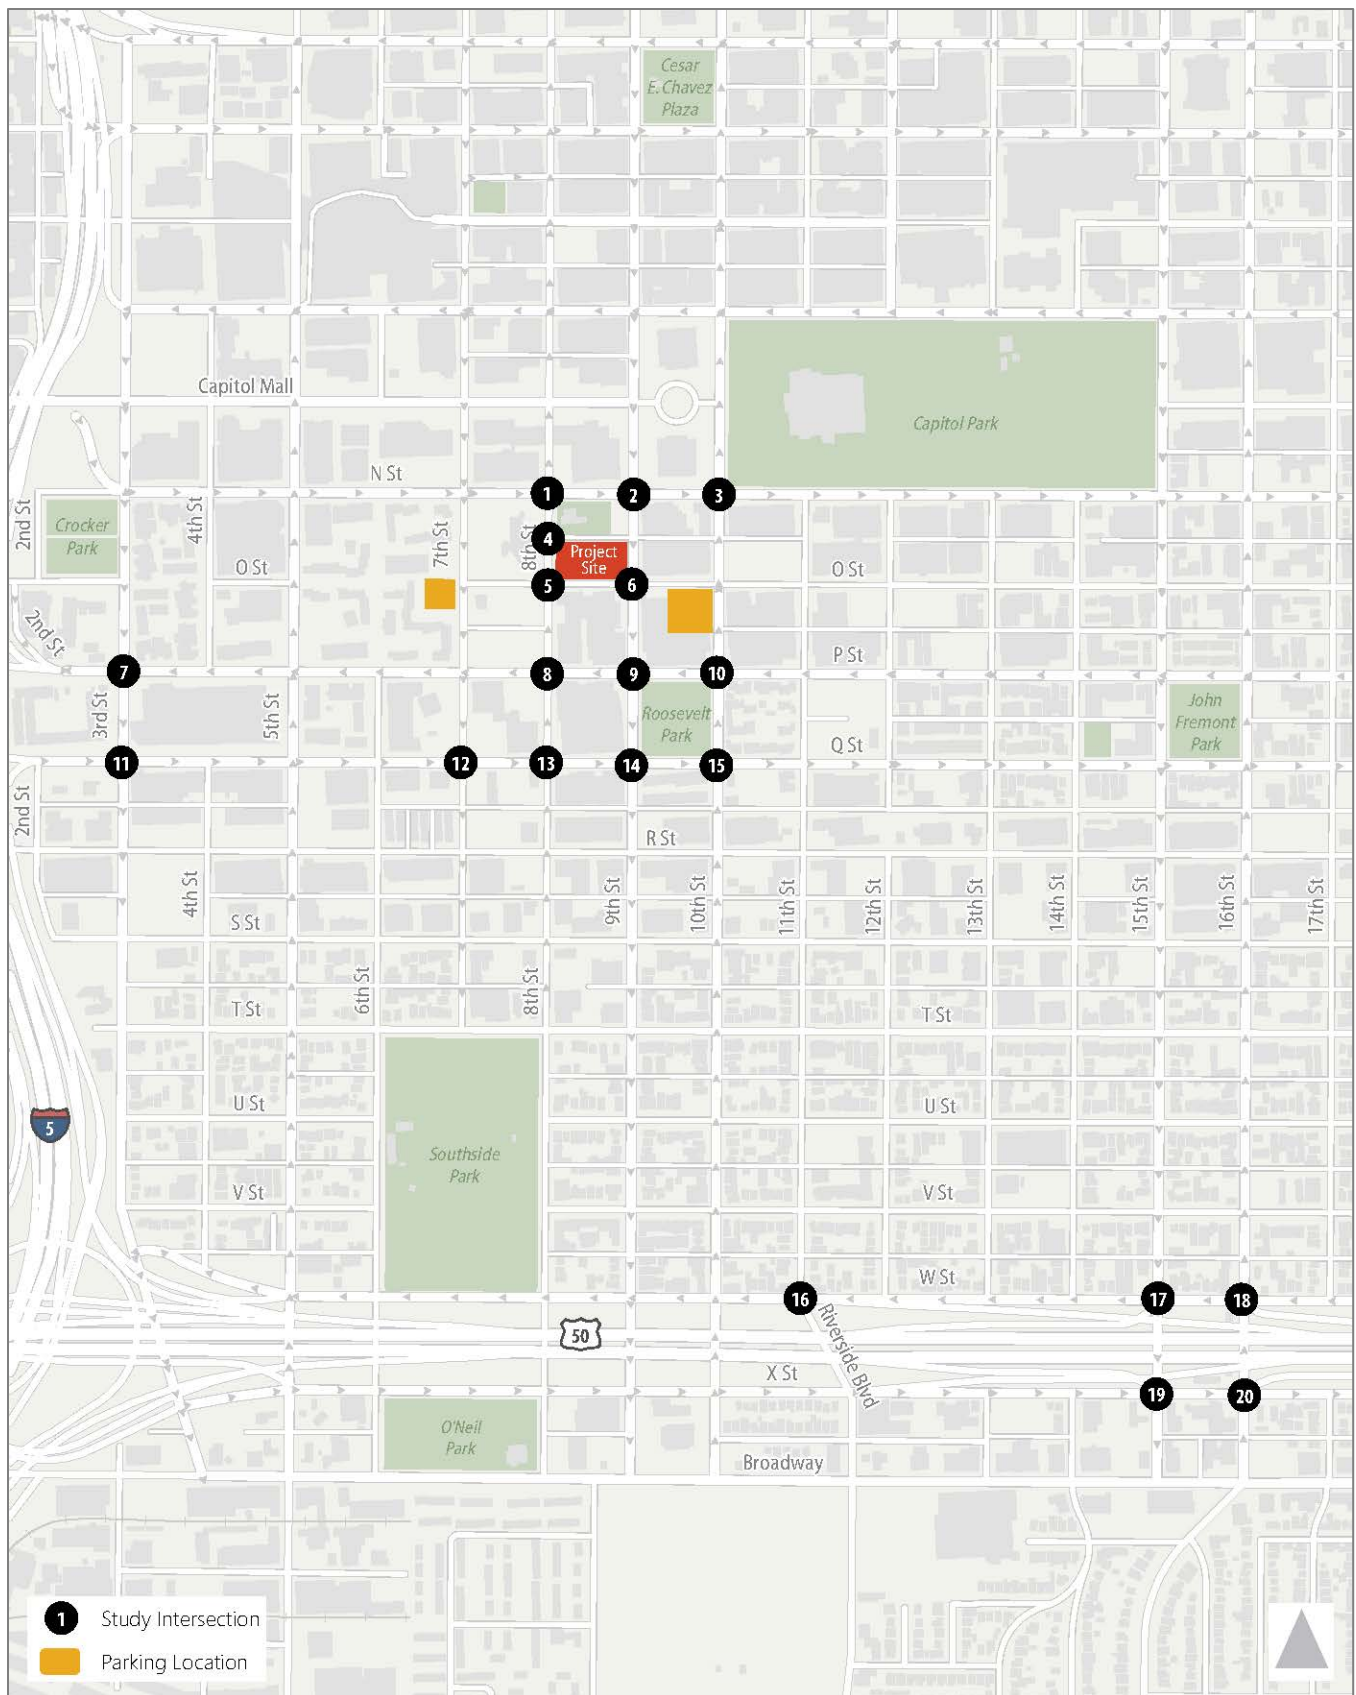 Cesar
E. Chavez
Plaza
Capitol Mall
Capitol Park
N St
1
2
3
2nd St
Crocker
Park
4th St
7th St
8th St
4
Project
Site
O St
5
6
O St
2nd St
P St
7
8
9
10
3rd St
5th St
Roosevelt
Park
Q St
John
Fremont
Park
11
12
13
14
15
2nd St
R St
4th St
9th St
10th St
11th St
12th St
13th St
14th St
15th St
16th St
17th St
S St
6th St
8th St
T St
T St
U St
U St
5
Southside
Park
V St
V St
W St
16
17
18
Riverside Blvd
50
X St
19
20
O'Neil
Park
Broadway
1 Study Intersection
Parking Location